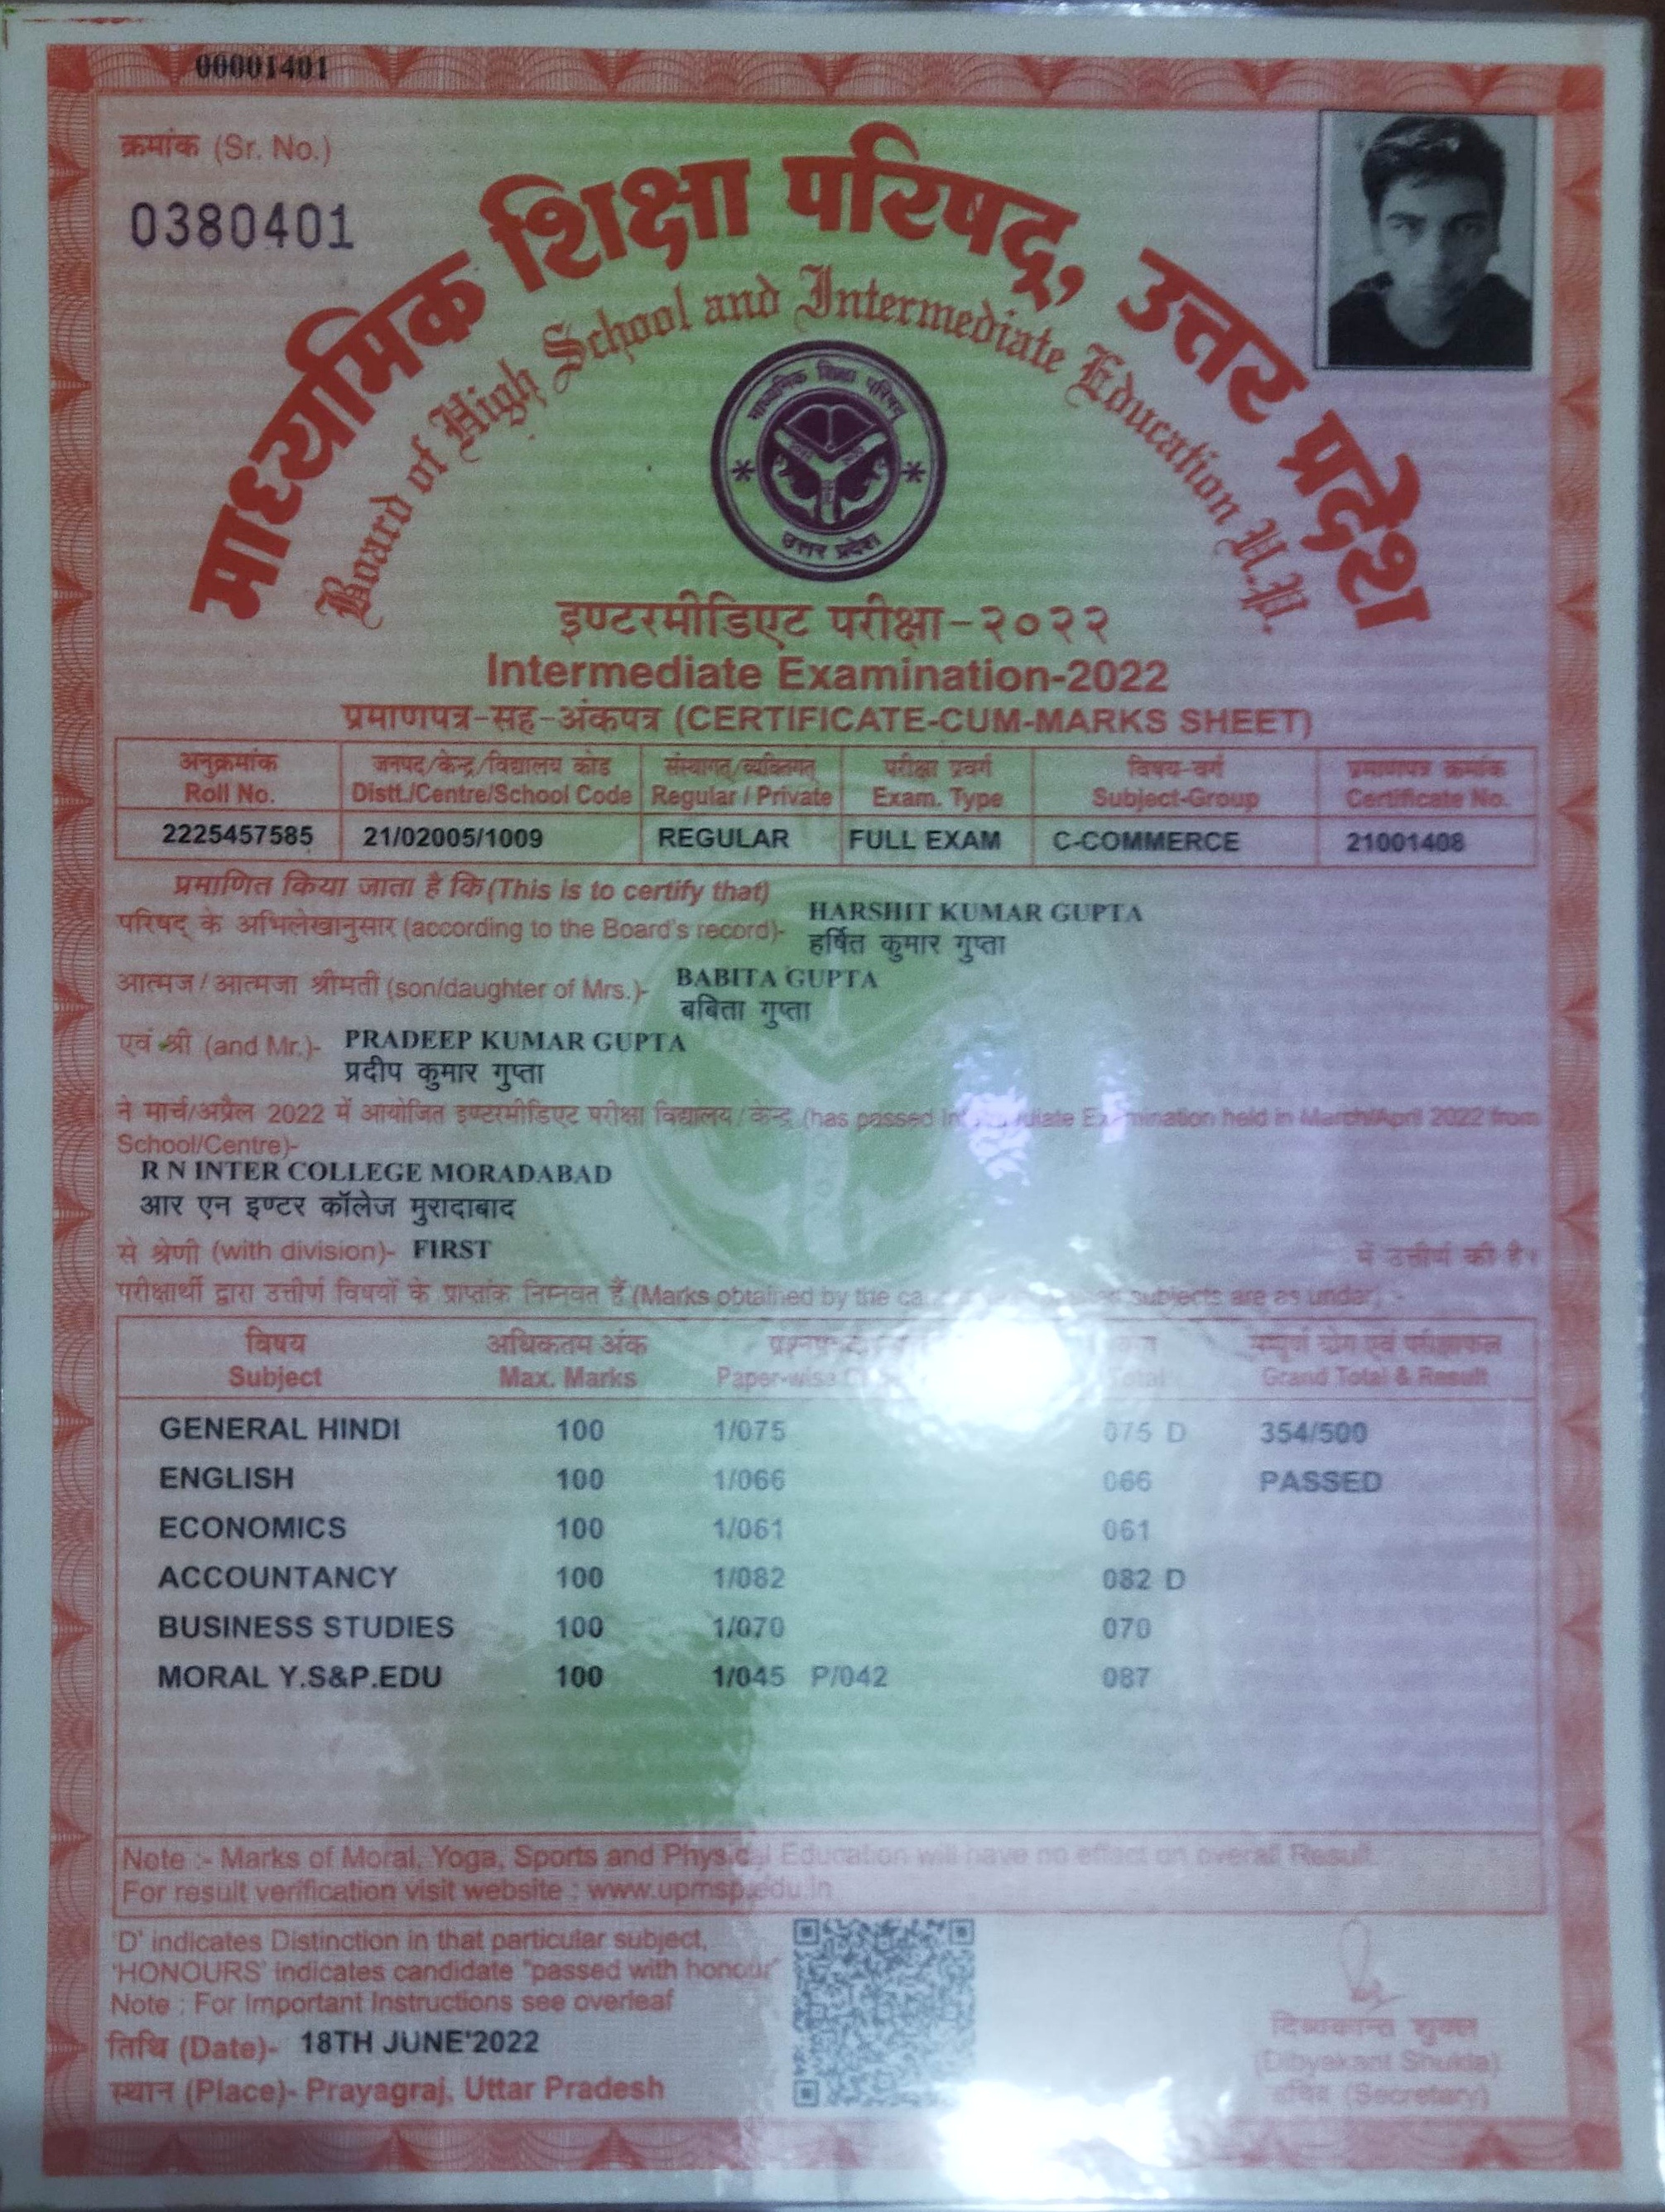 00001401
क्रमांक (Sr. No.)
0380401
माध्यमिक शिक्षा परिषद्, उत्तर प्रदेश
Board of High School and Intermediate Education U.P.
माध्यमिक शिक्षा परिषद्
उत्तर प्रदेश
इण्टरमीडिएट परीक्षा-२०२२
Intermediate Examination-2022
प्रमाणपत्र-सह-अंकपत्र (CERTIFICATE-CUM-MARKS SHEET)
अनुक्रमांक जनपद/केन्द्र/विद्यालय कोड संस्थागत/व्यक्तिगत परीक्षा प्रवर्ग विषय-वर्ग प्रमाणपत्र क्रमांक
Roll No. Distt./Centre/School Code Regular / Private Exam. Type Subject-Group Certificate No.
2225457585 21/02005/1009 REGULAR FULL EXAM C-COMMERCE 21001408
प्रमाणित किया जाता है कि (This is to certify that)
HARSHIT KUMAR GUPTA
परिषद् के अभिलेखानुसार (according to the Board's record)-
हर्षित कुमार गुप्ता
BABITA GUPTA
आत्मज / आत्मजा श्रीमती (son/daughter of Mrs.)-
बबिता गुप्ता
एवं श्री (and Mr.)- PRADEEP KUMAR GUPTA
प्रदीप कुमार गुप्ता
ने मार्च/अप्रैल 2022 में आयोजित इण्टरमीडिएट परीक्षा विद्यालय / केन्द्र (has passed Examination held in March/April 2022 from
School/Centre)-
R N INTER COLLEGE MORADABAD
आर एन इण्टर कॉलेज मुरादाबाद
से श्रेणी (with division)- FIRST में उत्तीर्ण की है।
परीक्षार्थी द्वारा उत्तीर्ण विषयों के प्राप्तांक निम्नवत हैं (Marks obtained by the subjects are as under) -
विषय अधिकतम अंक सम्पूर्ण योग एवं परीक्षाफल
Subject Max. Marks Paper-wise Total Grand Total & Result
GENERAL HINDI 100 1/075 075 D 354/500
ENGLISH 100 1/066 066 PASSED
ECONOMICS 100 1/061 061
ACCOUNTANCY 100 1/082 082 D
BUSINESS STUDIES 100 1/070 070
MORAL Y.S&P.EDU 100 1/045 P/042 087
Note :- Marks of Moral, Yoga, Sports and Physical Education will have no effect on overall Result.
For result verification visit website : www.upmsp.edu.in
'D' indicates Distinction in that particular subject,
'HONOURS' indicates candidate "passed with honour"
Note : For Important Instructions see overleaf
तिथि (Date)- 18TH JUNE'2022
स्थान (Place)- Prayagraj, Uttar Pradesh
दिब्यकान्त शुक्ल
(Dibyakant Shukla)
सचिव (Secretary)